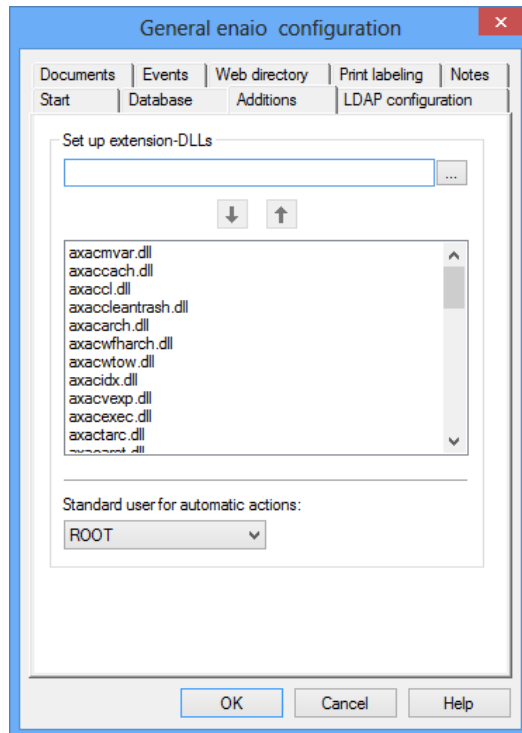 General enaio configuration
Documents Events Web directory Print labeling Notes
Start Database Additions LDAP configuration
Set up extension-DLLs
...
axacmvar.dll
axaccach.dll
axaccl.dll
axaccleantrash.dll
axacarch.dll
axacwfharch.dll
axacwtow.dll
axacidx.dll
axacvexp.dll
axacexec.dll
axactarc.dll
Standard user for automatic actions:
ROOT
OK Cancel Help